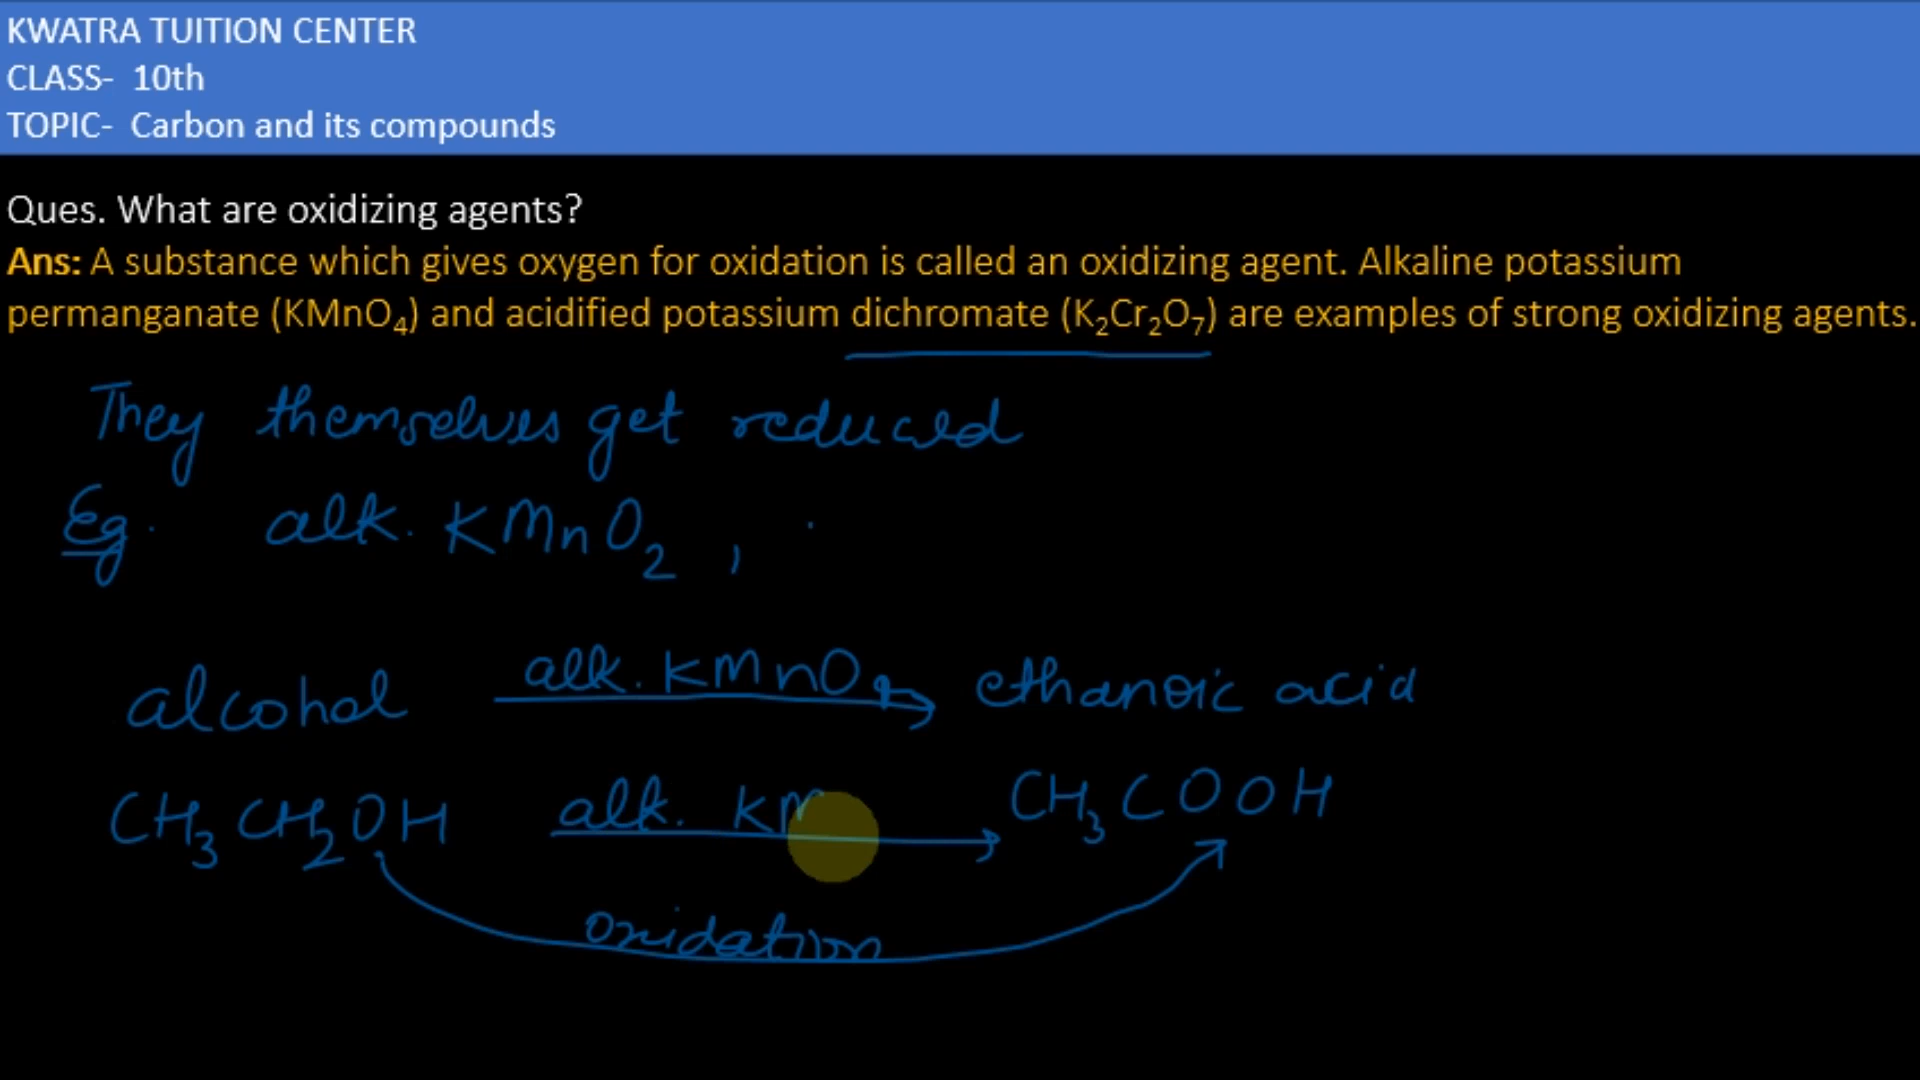 KWATRA TUITION CENTER
CLASS- 10th
TOPIC- Carbon and its compounds
Ques. What are oxidizing agents?
Ans: A substance which gives oxygen for oxidation is called an oxidizing agent. Alkaline potassium
permanganate (KMnO₄) and acidified potassium dichromate (K₂Cr₂O₇) are examples of strong oxidizing agents.
They themselves get reduced
Eg. alk. KMnO₂ ,
alcohol alk. KMnO ethanoic acid
CH₃CH₂OH alk. KM CH₃COOH
oxidation